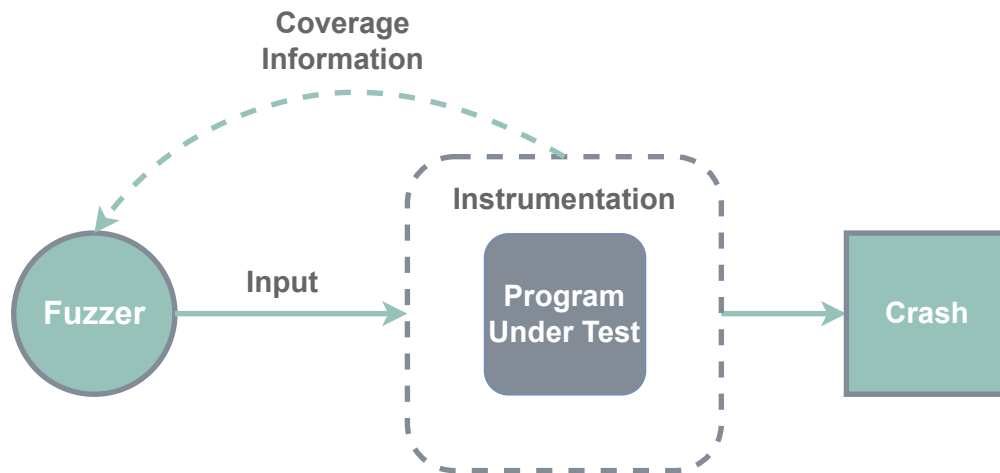 Coverage
Information
Instrumentation
Input
Fuzzer
Program
Under Test
Crash